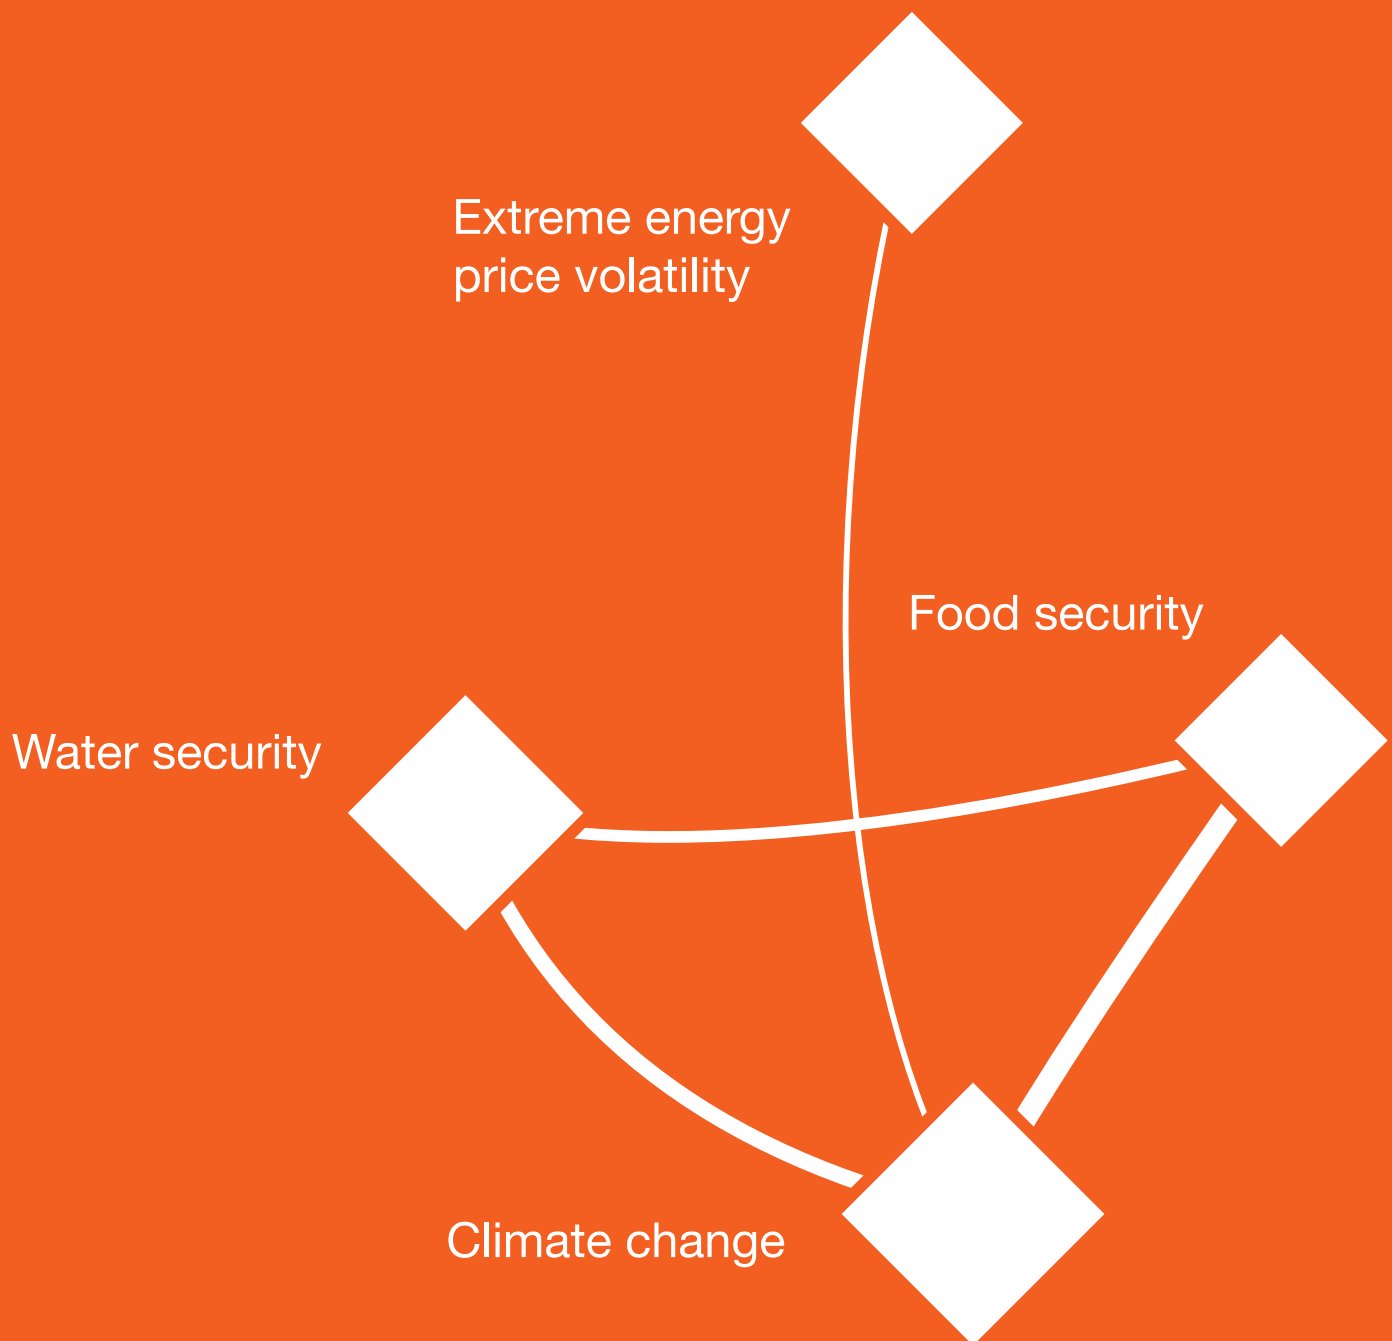 Extreme energy
price volatility
Food security
Water security
Climate change